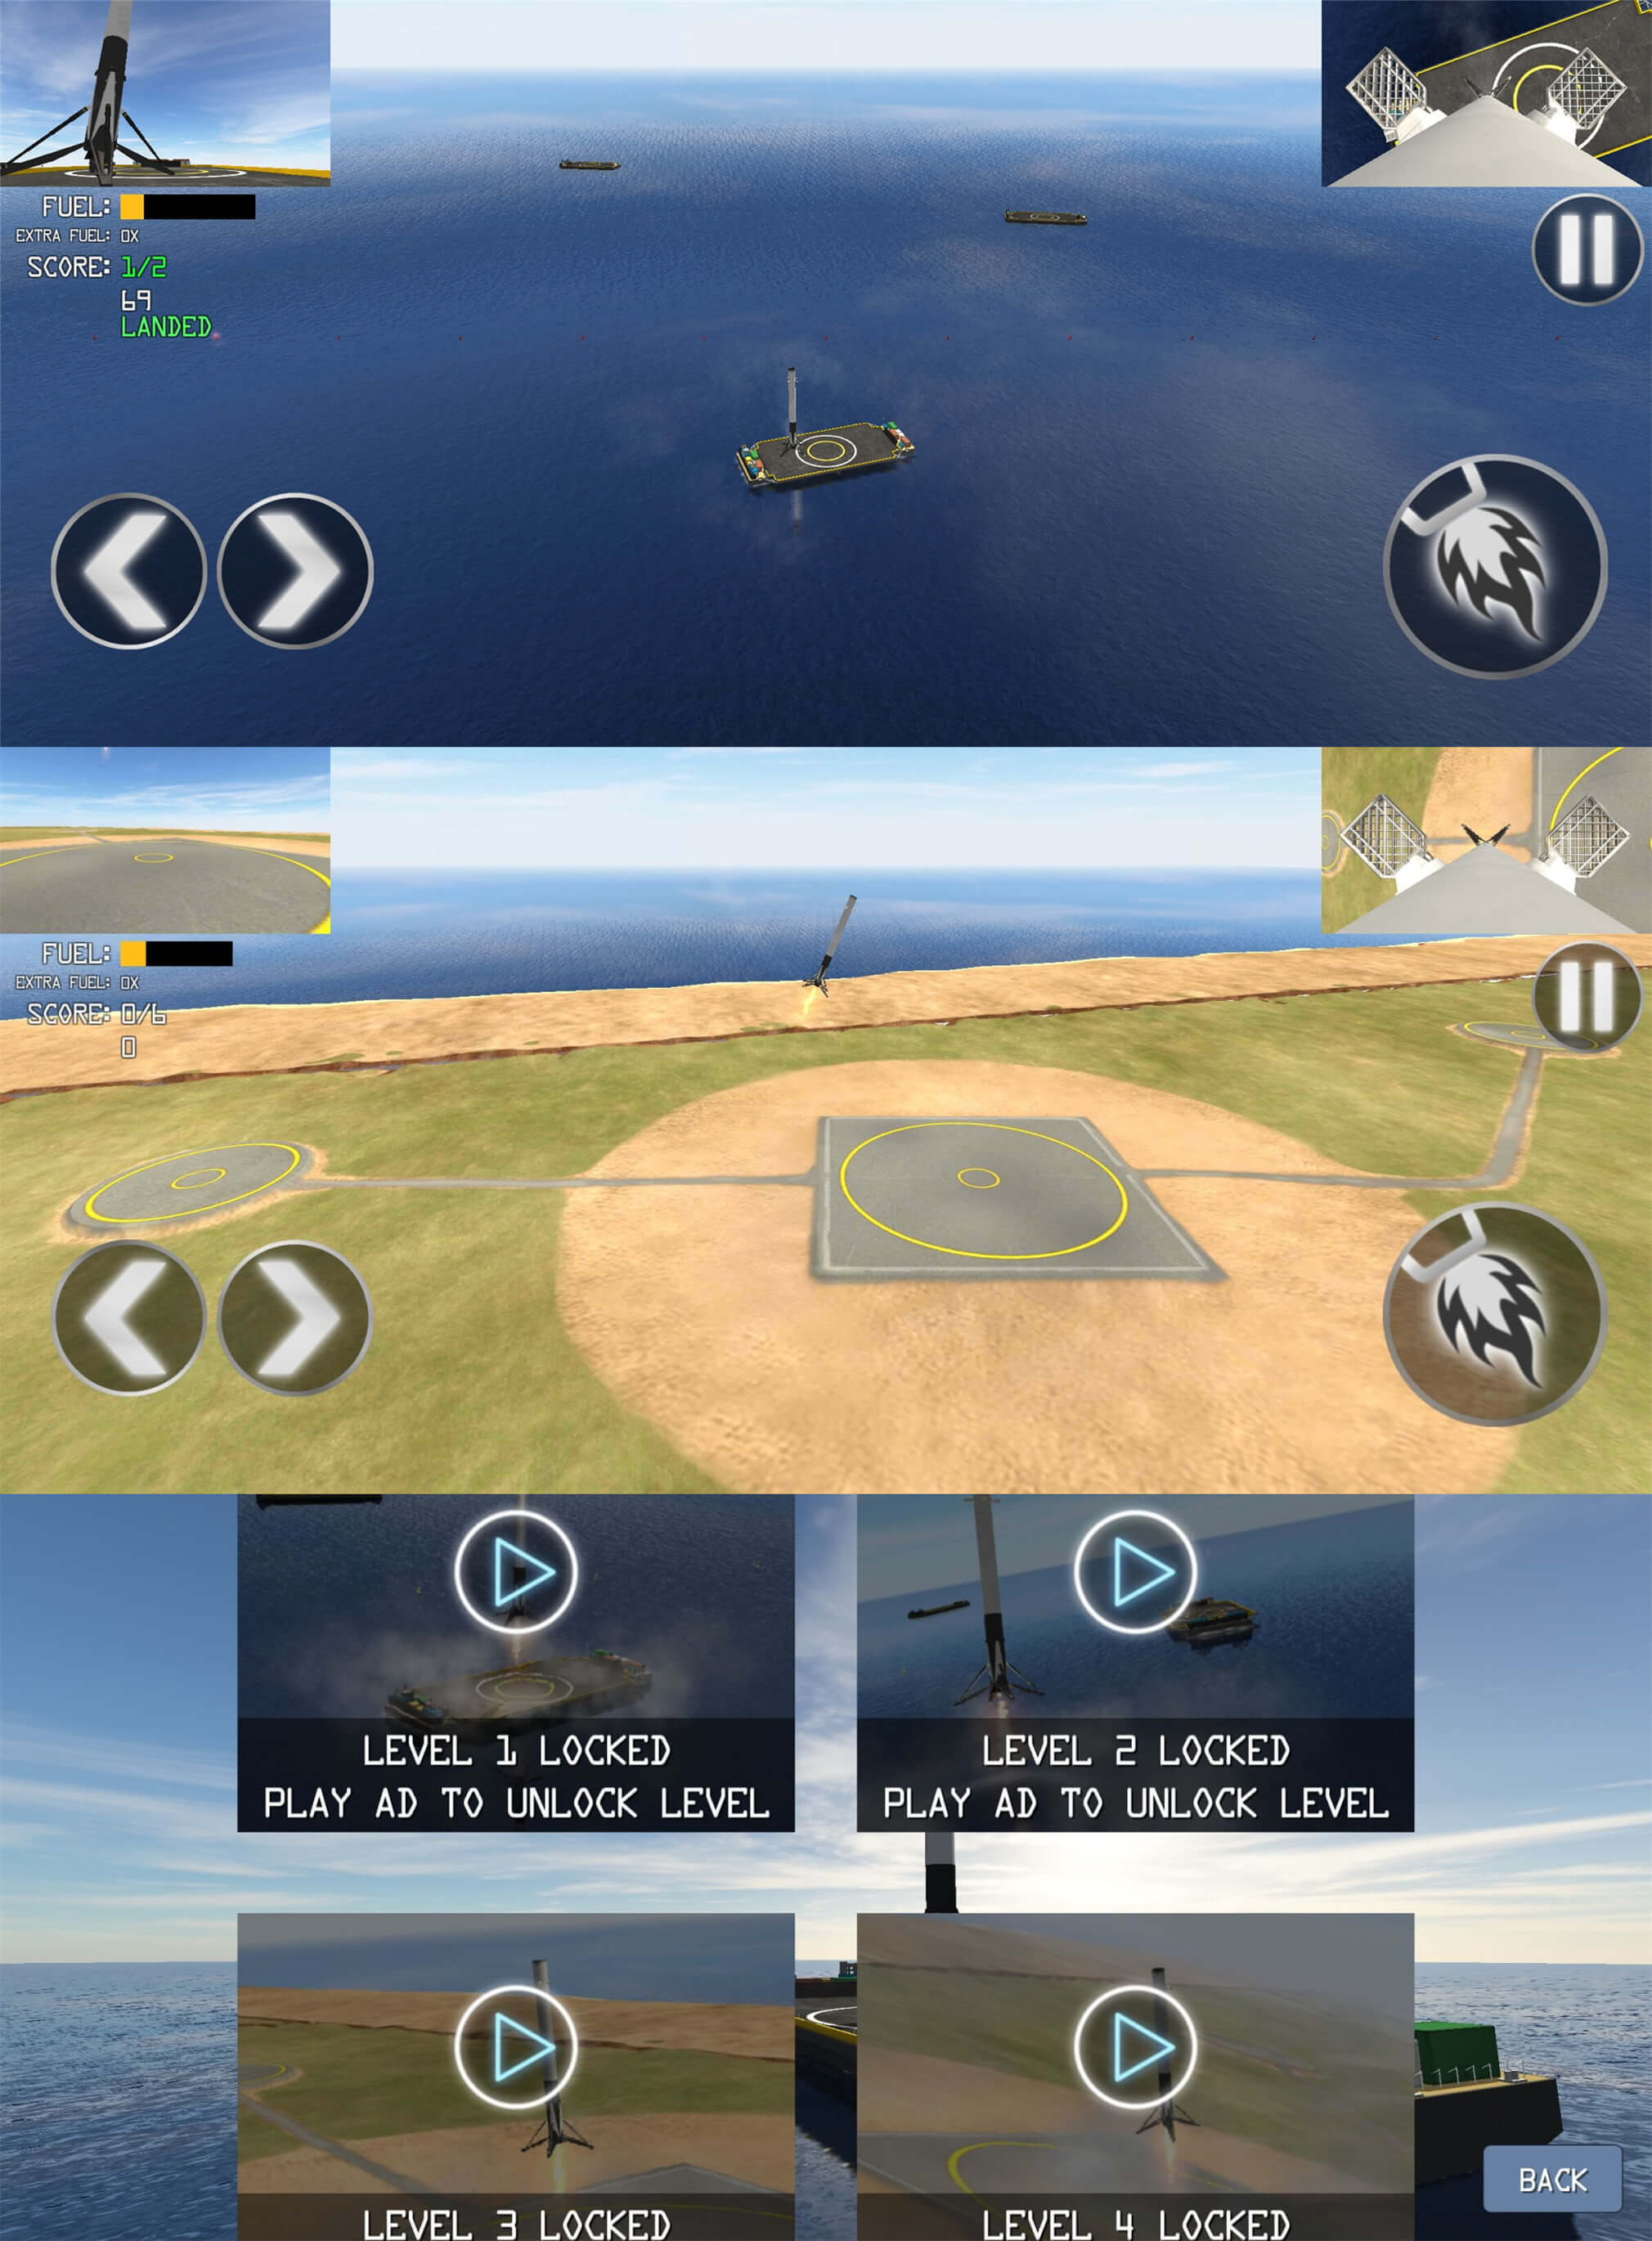 FUEL:
EXTRA FUEL: 0X
SCORE: 1/2
69
LANDED
FUEL:
EXTRA FUEL: 0X
SCORE: 0/6
0
LEVEL 1 LOCKED
PLAY AD TO UNLOCK LEVEL
LEVEL 2 LOCKED
PLAY AD TO UNLOCK LEVEL
LEVEL 3 LOCKED
LEVEL 4 LOCKED
BACK